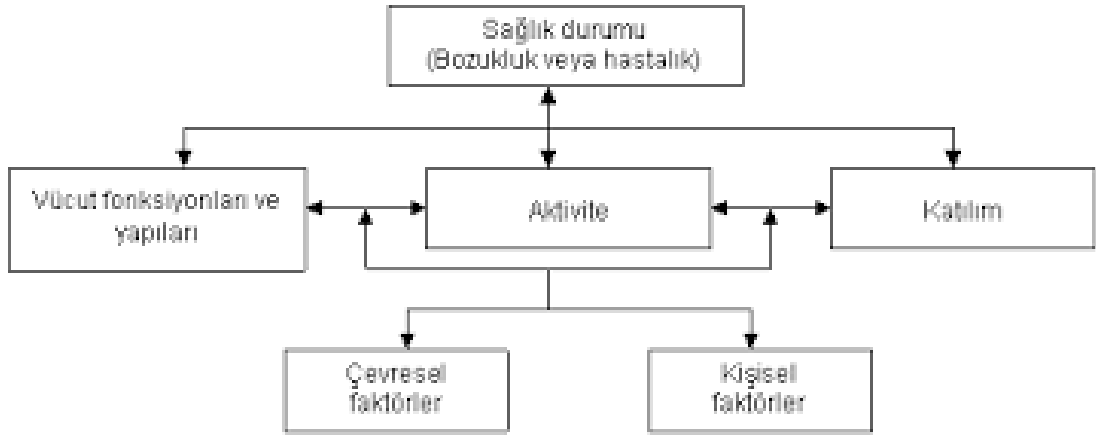 Sağlık durumu
(Bozukluk veya hastalık)
Vücut fonksiyonları ve
yapıları
Aktivite
Katılım
Çevresel
faktörler
Kişisel
faktörler